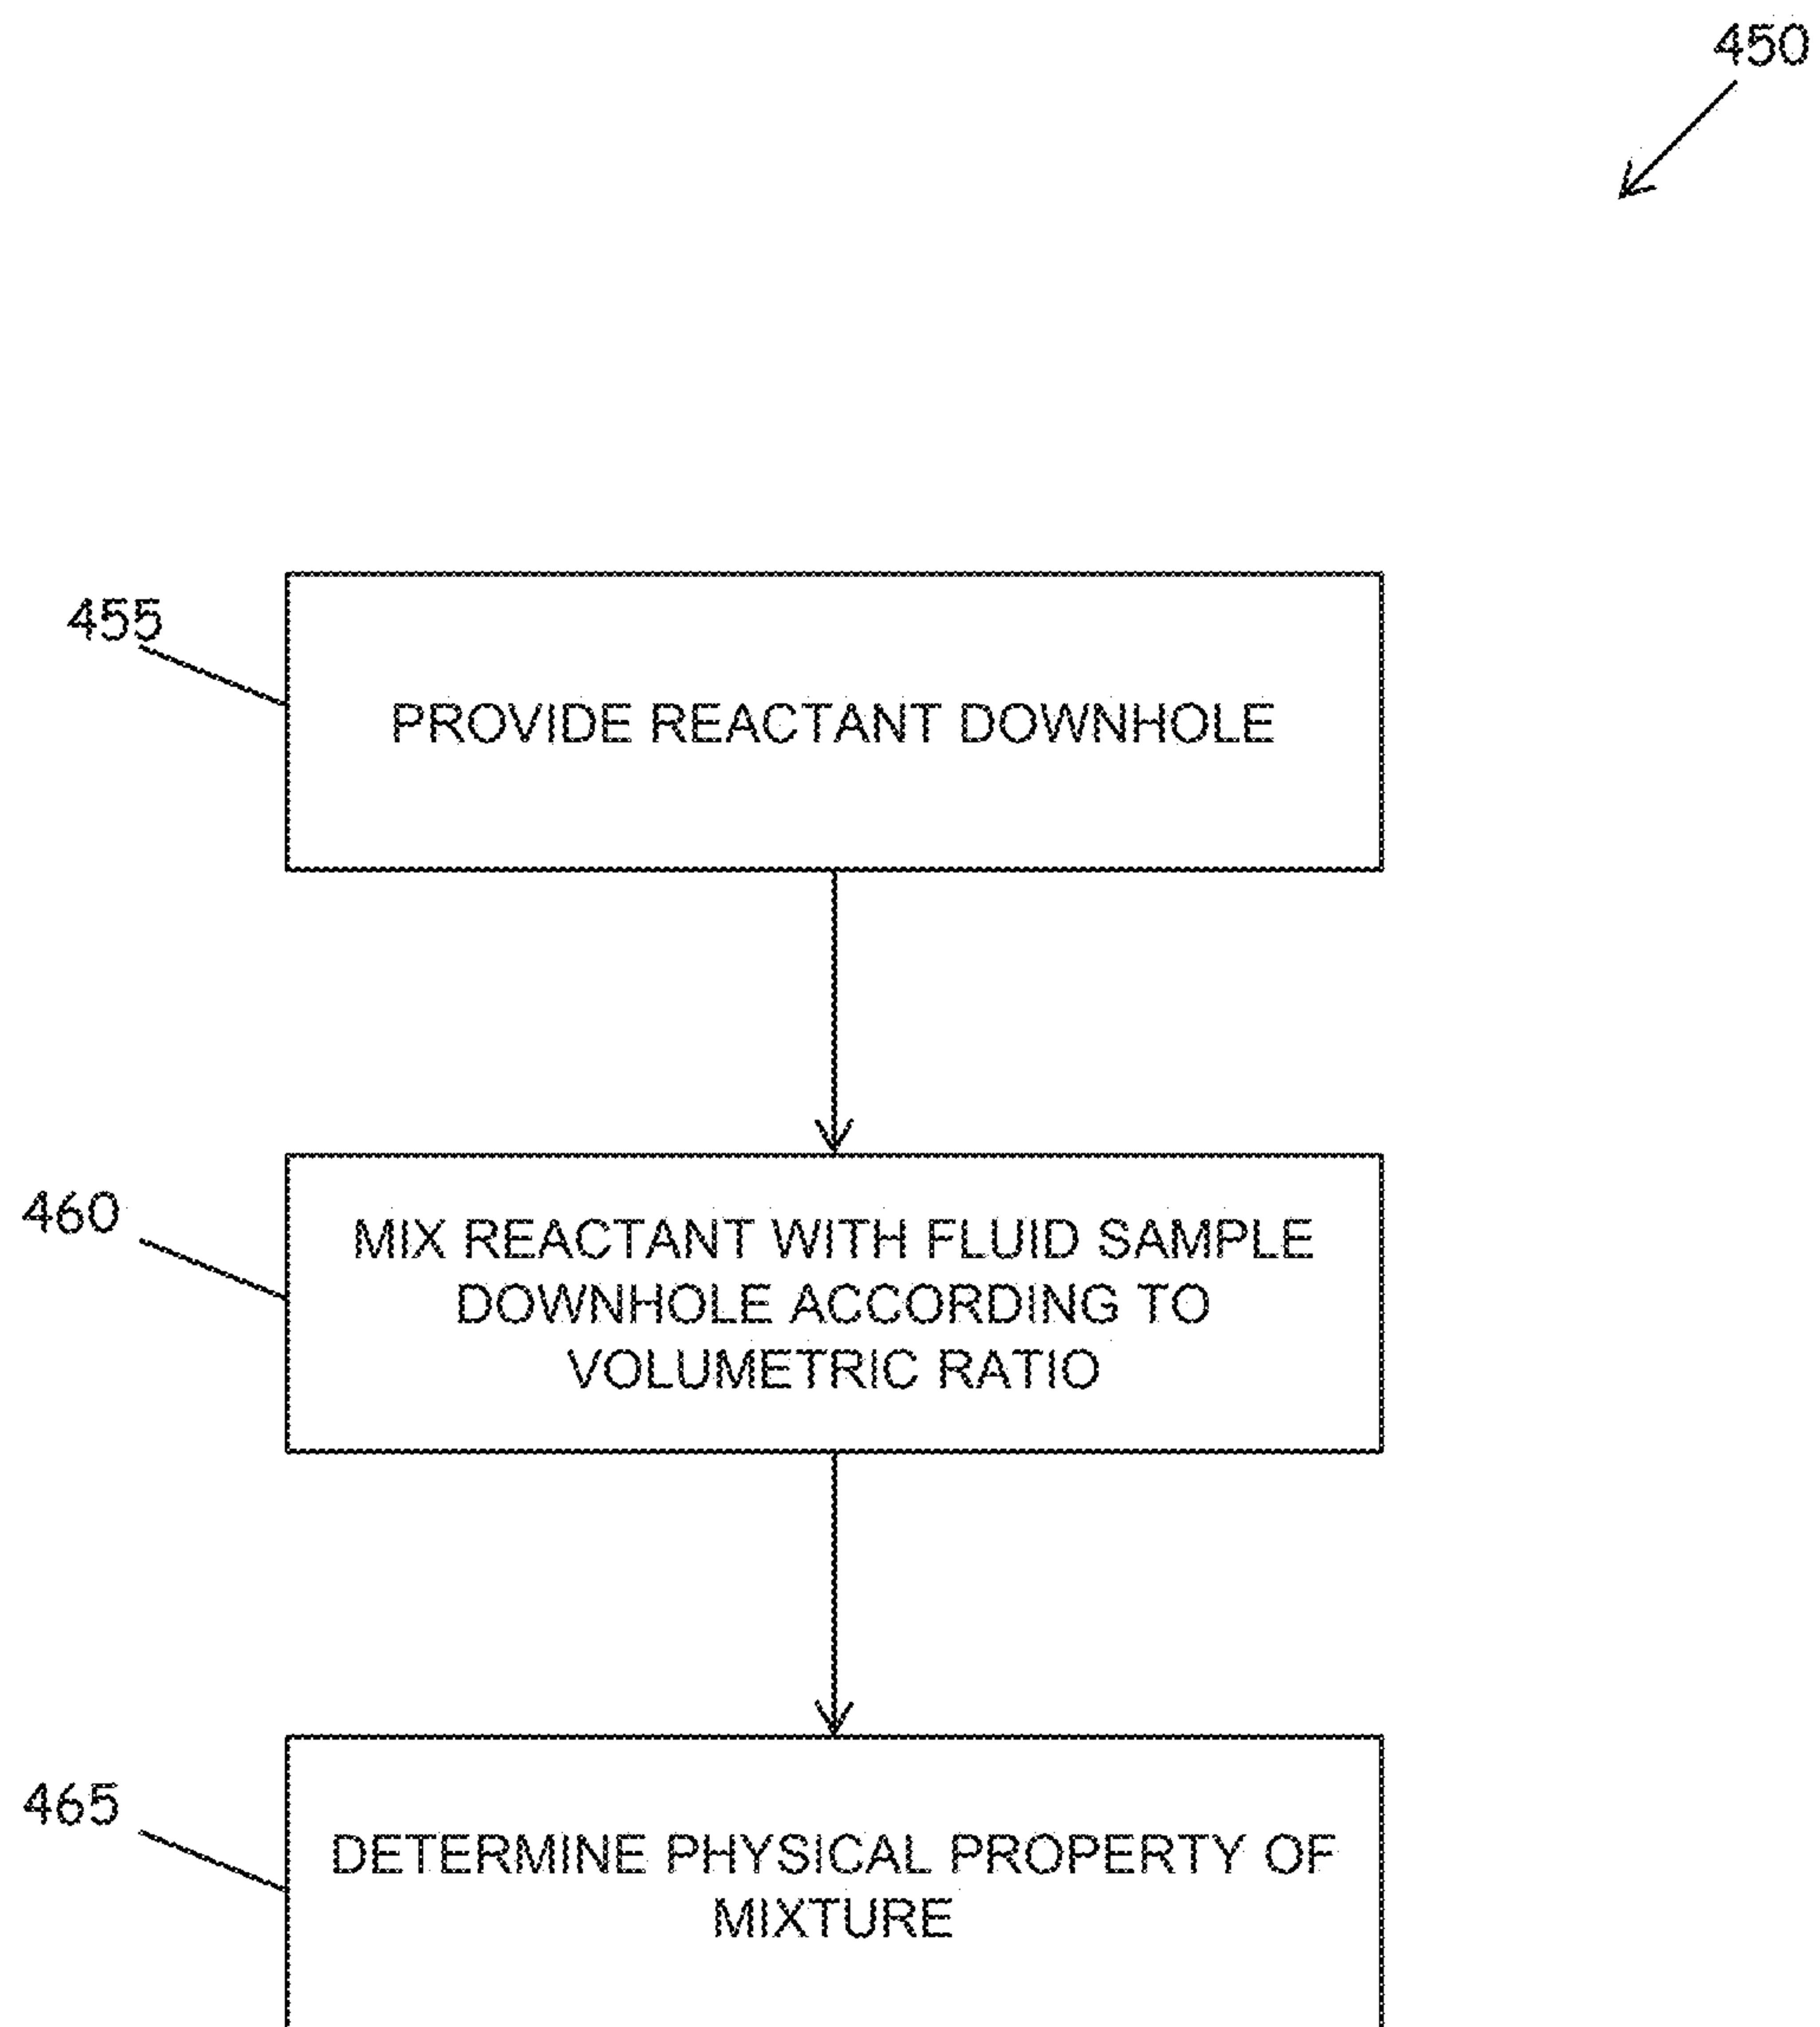 450
455
PROVIDE REACTANT DOWNHOLE
460
MIX REACTANT WITH FLUID SAMPLE
DOWNHOLE ACCORDING TO
VOLUMETRIC RATIO
465
DETERMINE PHYSICAL PROPERTY OF
MIXTURE